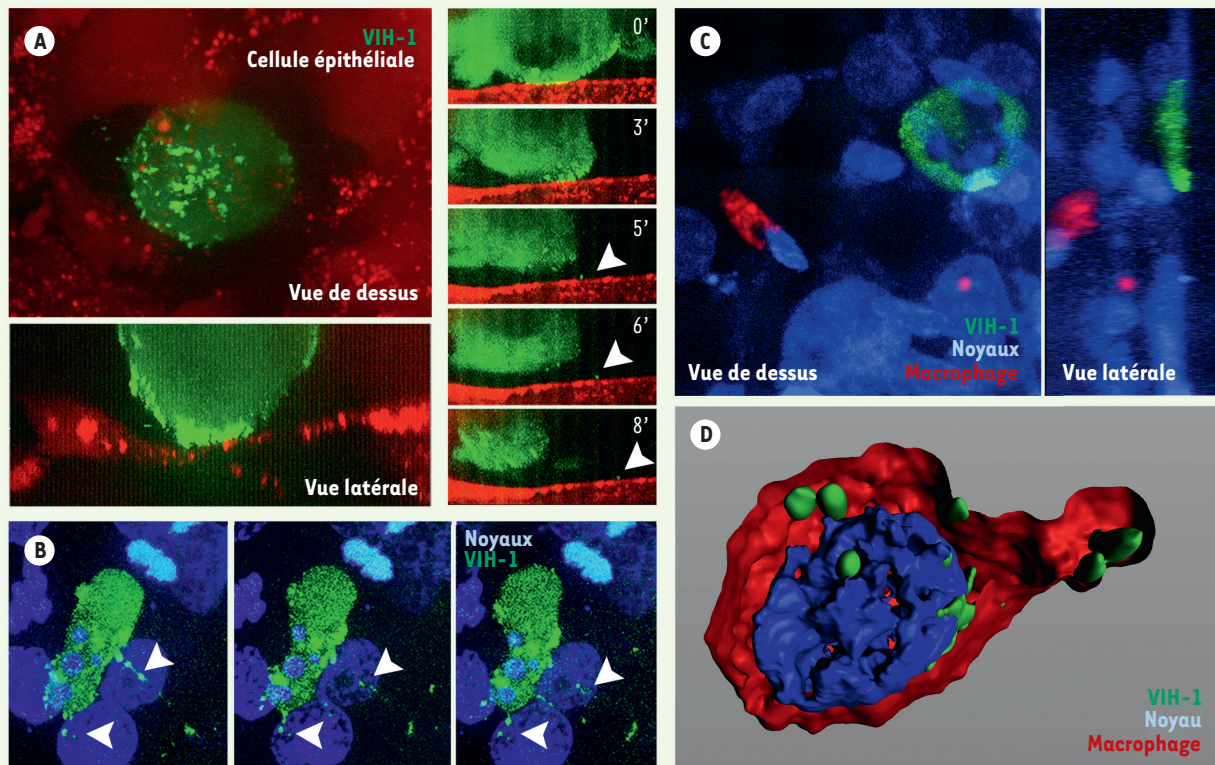 A
VIH-1
Cellule épithéliale
Vue de dessus
Vue latérale
0'
3'
5'
6'
8'
B
Noyaux
VIH-1
C
VIH-1
Noyaux
Macrophage
Vue de dessus
Vue latérale
D
VIH-1
Noyau
Macrophage